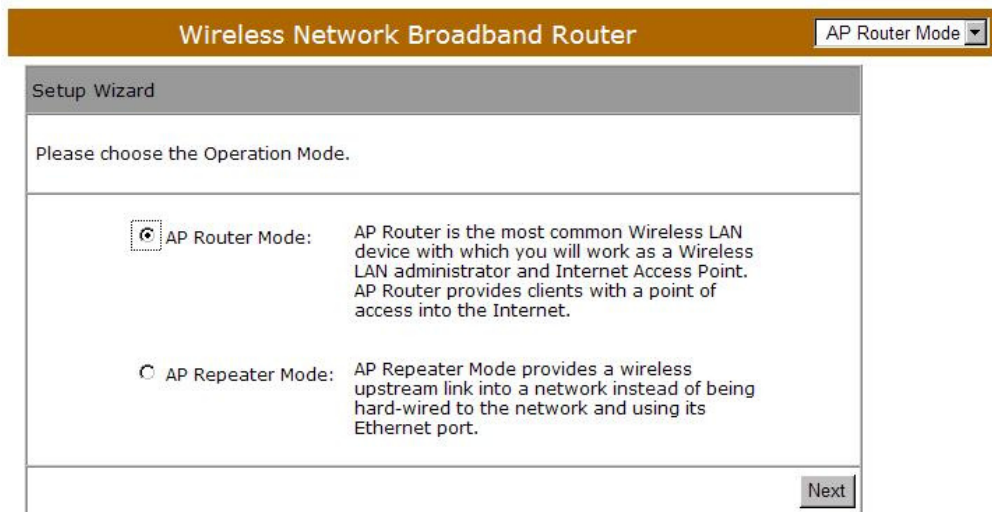 Wireless Network Broadband Router
AP Router Mode
Setup Wizard
Please choose the Operation Mode.
AP Router Mode:
AP Router is the most common Wireless LAN
device with which you will work as a Wireless
LAN administrator and Internet Access Point.
AP Router provides clients with a point of
access into the Internet.
AP Repeater Mode:
AP Repeater Mode provides a wireless
upstream link into a network instead of being
hard-wired to the network and using its
Ethernet port.
Next